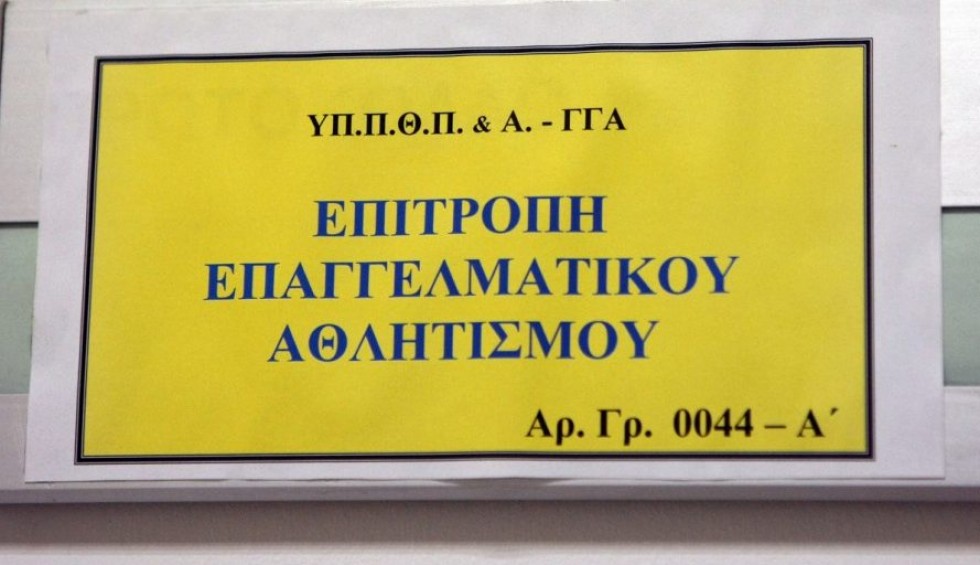 ΥΠ.Π.Θ.Π. & Α. - ΓΓΑ
ΕΠΙΤΡΟΠΗ
ΕΠΑΓΓΕΛΜΑΤΙΚΟΥ
ΑΘΛΗΤΙΣΜΟΥ
Αρ. Γρ. 0044 – Α΄